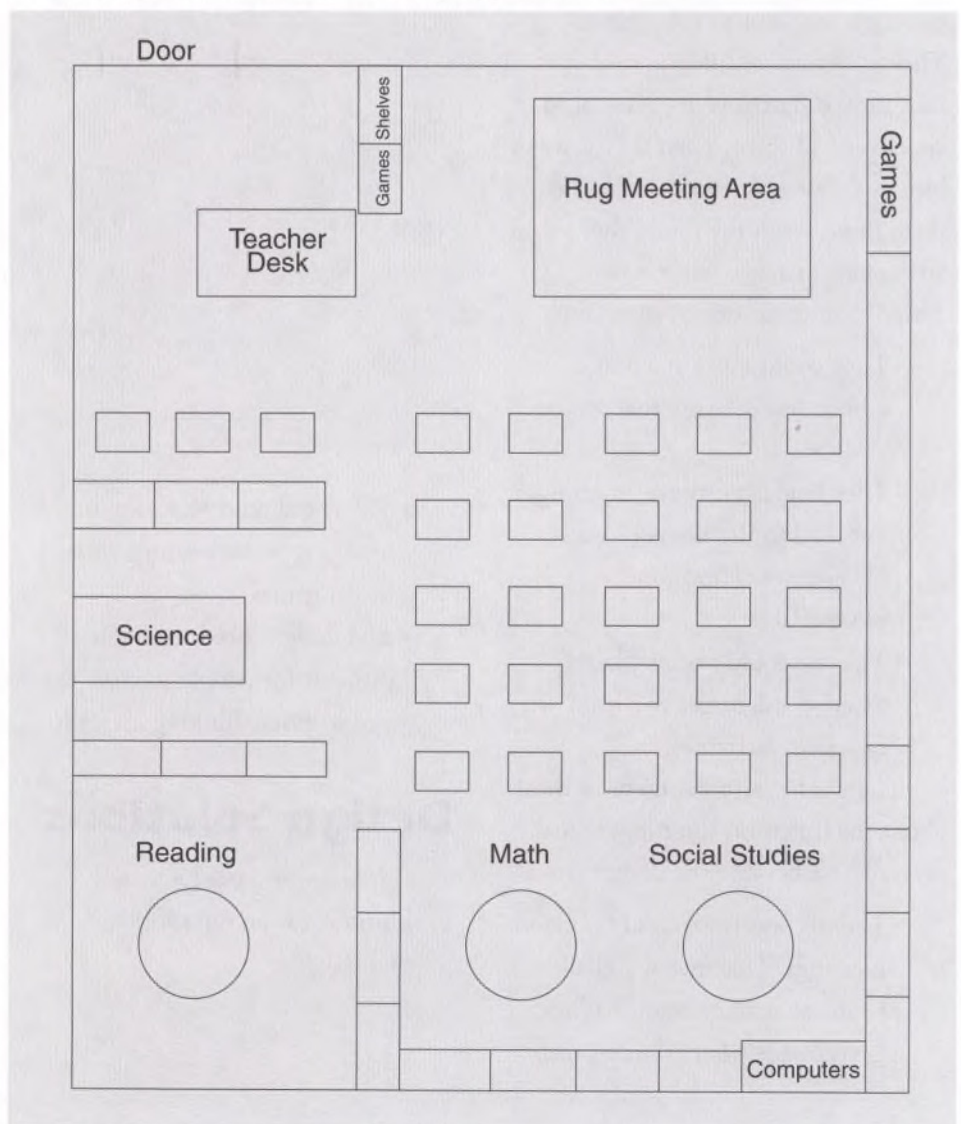 Door
Shelves
Games
Rug Meeting Area
Games
Teacher
Desk
Science
Reading
Math
Social Studies
Computers